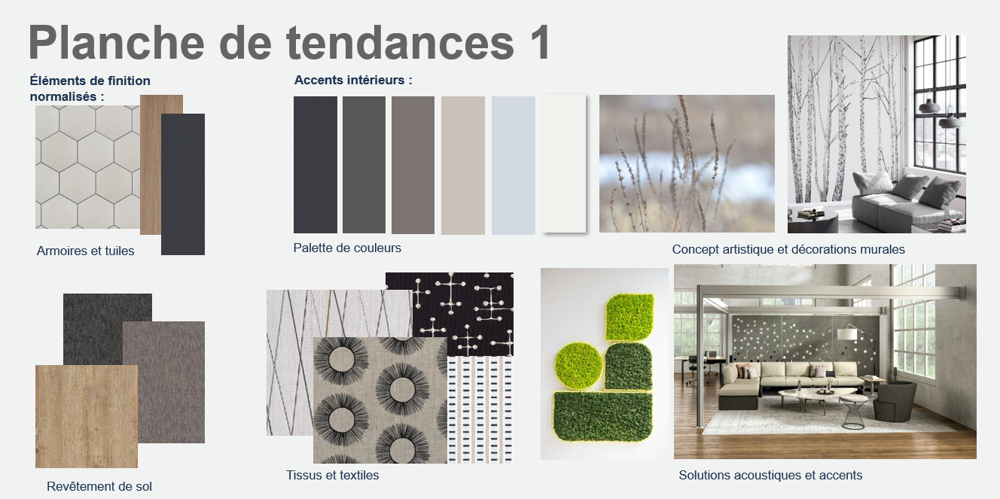 Planche de tendances 1
Éléments de finition
normalisés :
Accents intérieurs :
Armoires et tuiles
Palette de couleurs
Concept artistique et décorations murales
Revêtement de sol
Tissus et textiles
Solutions acoustiques et accents